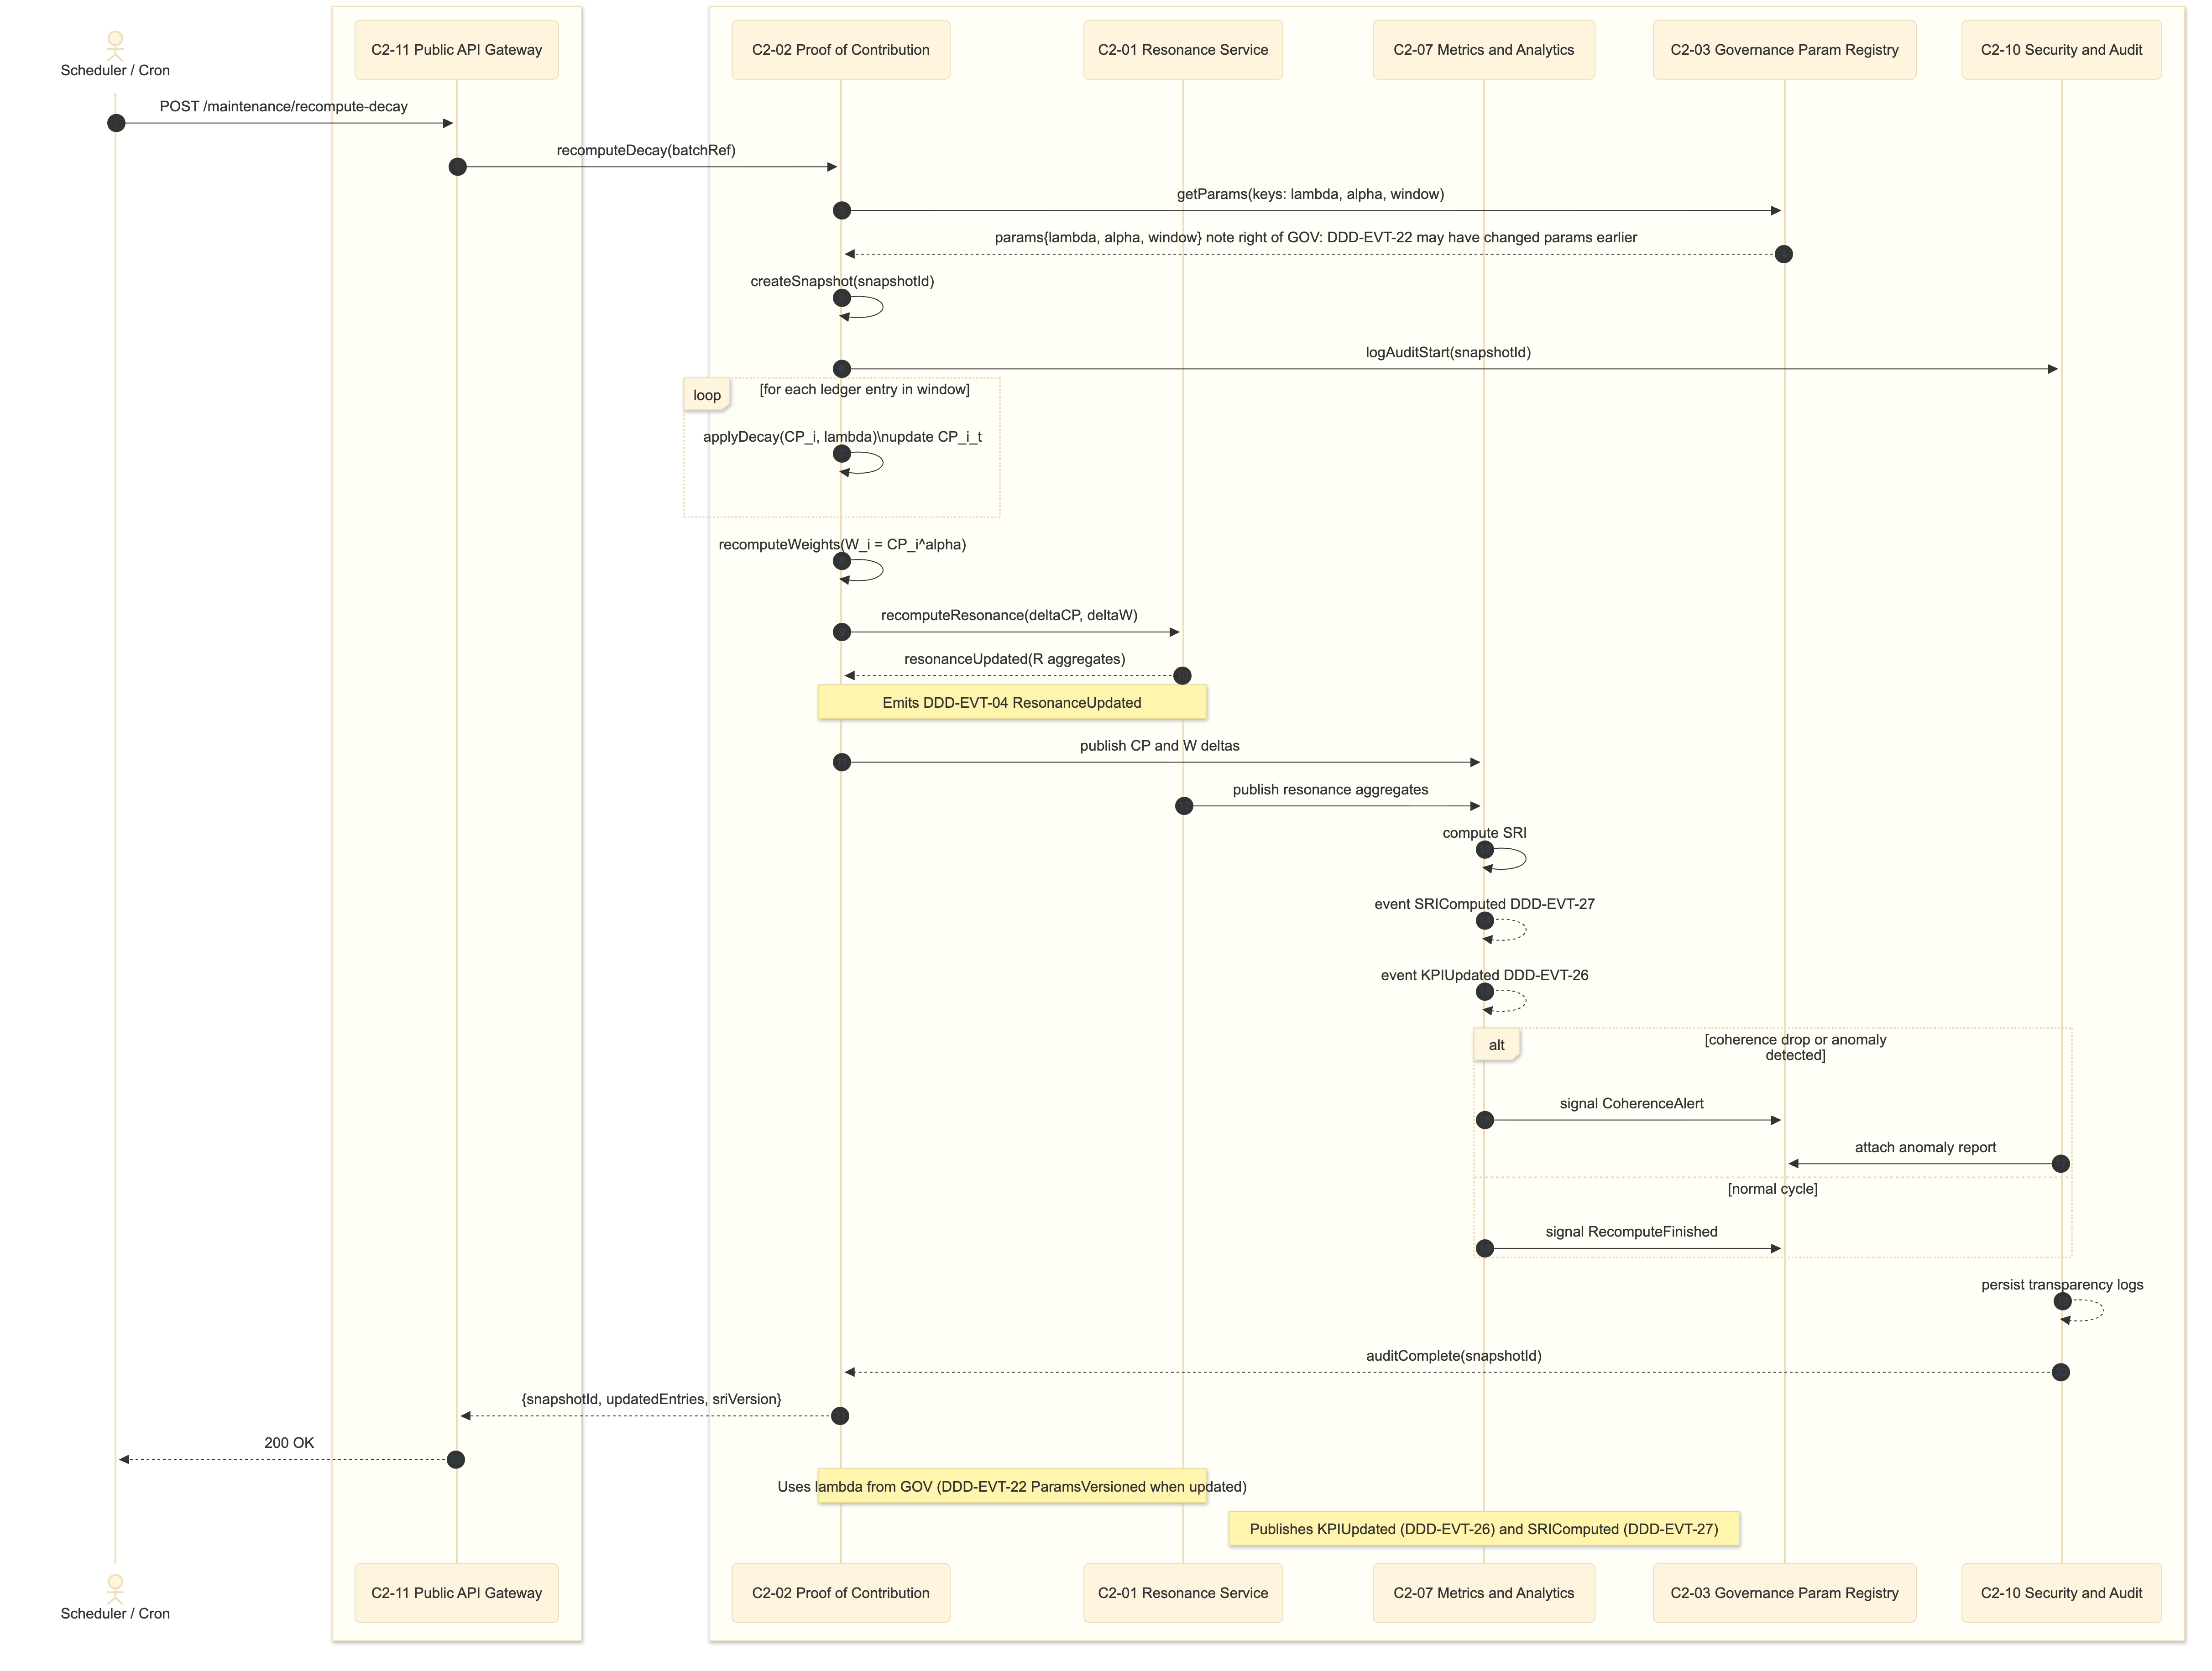 Scheduler / Cron
C2-11 Public API Gateway
C2-02 Proof of Contribution
C2-01 Resonance Service
C2-07 Metrics and Analytics
C2-03 Governance Param Registry
C2-10 Security and Audit
POST /maintenance/recompute-decay
recomputeDecay(batchRef)
getParams(keys: lambda, alpha, window)
params{lambda, alpha, window} note right of GOV: DDD-EVT-22 may have changed params earlier
createSnapshot(snapshotId)
logAuditStart(snapshotId)
loop
[for each ledger entry in window]
applyDecay(CP_i, lambda)\nupdate CP_i_t
recomputeWeights(W_i = CP_i^alpha)
recomputeResonance(deltaCP, deltaW)
resonanceUpdated(R aggregates)
Emits DDD-EVT-04 ResonanceUpdated
publish CP and W deltas
publish resonance aggregates
compute SRI
event SRIComputed DDD-EVT-27
event KPIUpdated DDD-EVT-26
alt
[coherence drop or anomaly
detected]
signal CoherenceAlert
attach anomaly report
[normal cycle]
signal RecomputeFinished
persist transparency logs
auditComplete(snapshotId)
{snapshotId, updatedEntries, sriVersion}
200 OK
Uses lambda from GOV (DDD-EVT-22 ParamsVersioned when updated)
Publishes KPIUpdated (DDD-EVT-26) and SRIComputed (DDD-EVT-27)
Scheduler / Cron
C2-11 Public API Gateway
C2-02 Proof of Contribution
C2-01 Resonance Service
C2-07 Metrics and Analytics
C2-03 Governance Param Registry
C2-10 Security and Audit